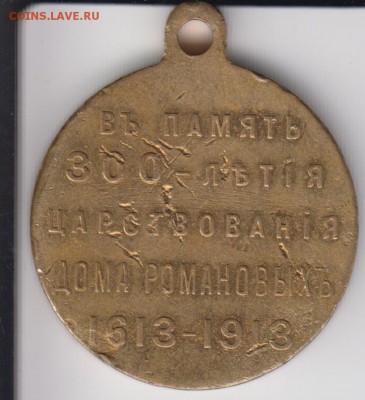 COINS.LAVE.RU
ВЪ ПАМЯТЬ
300-ЛѢТІЯ
ЦАРСТВОВАНІЯ
ДОМА РОМАНОВЫХЪ
1613-1913